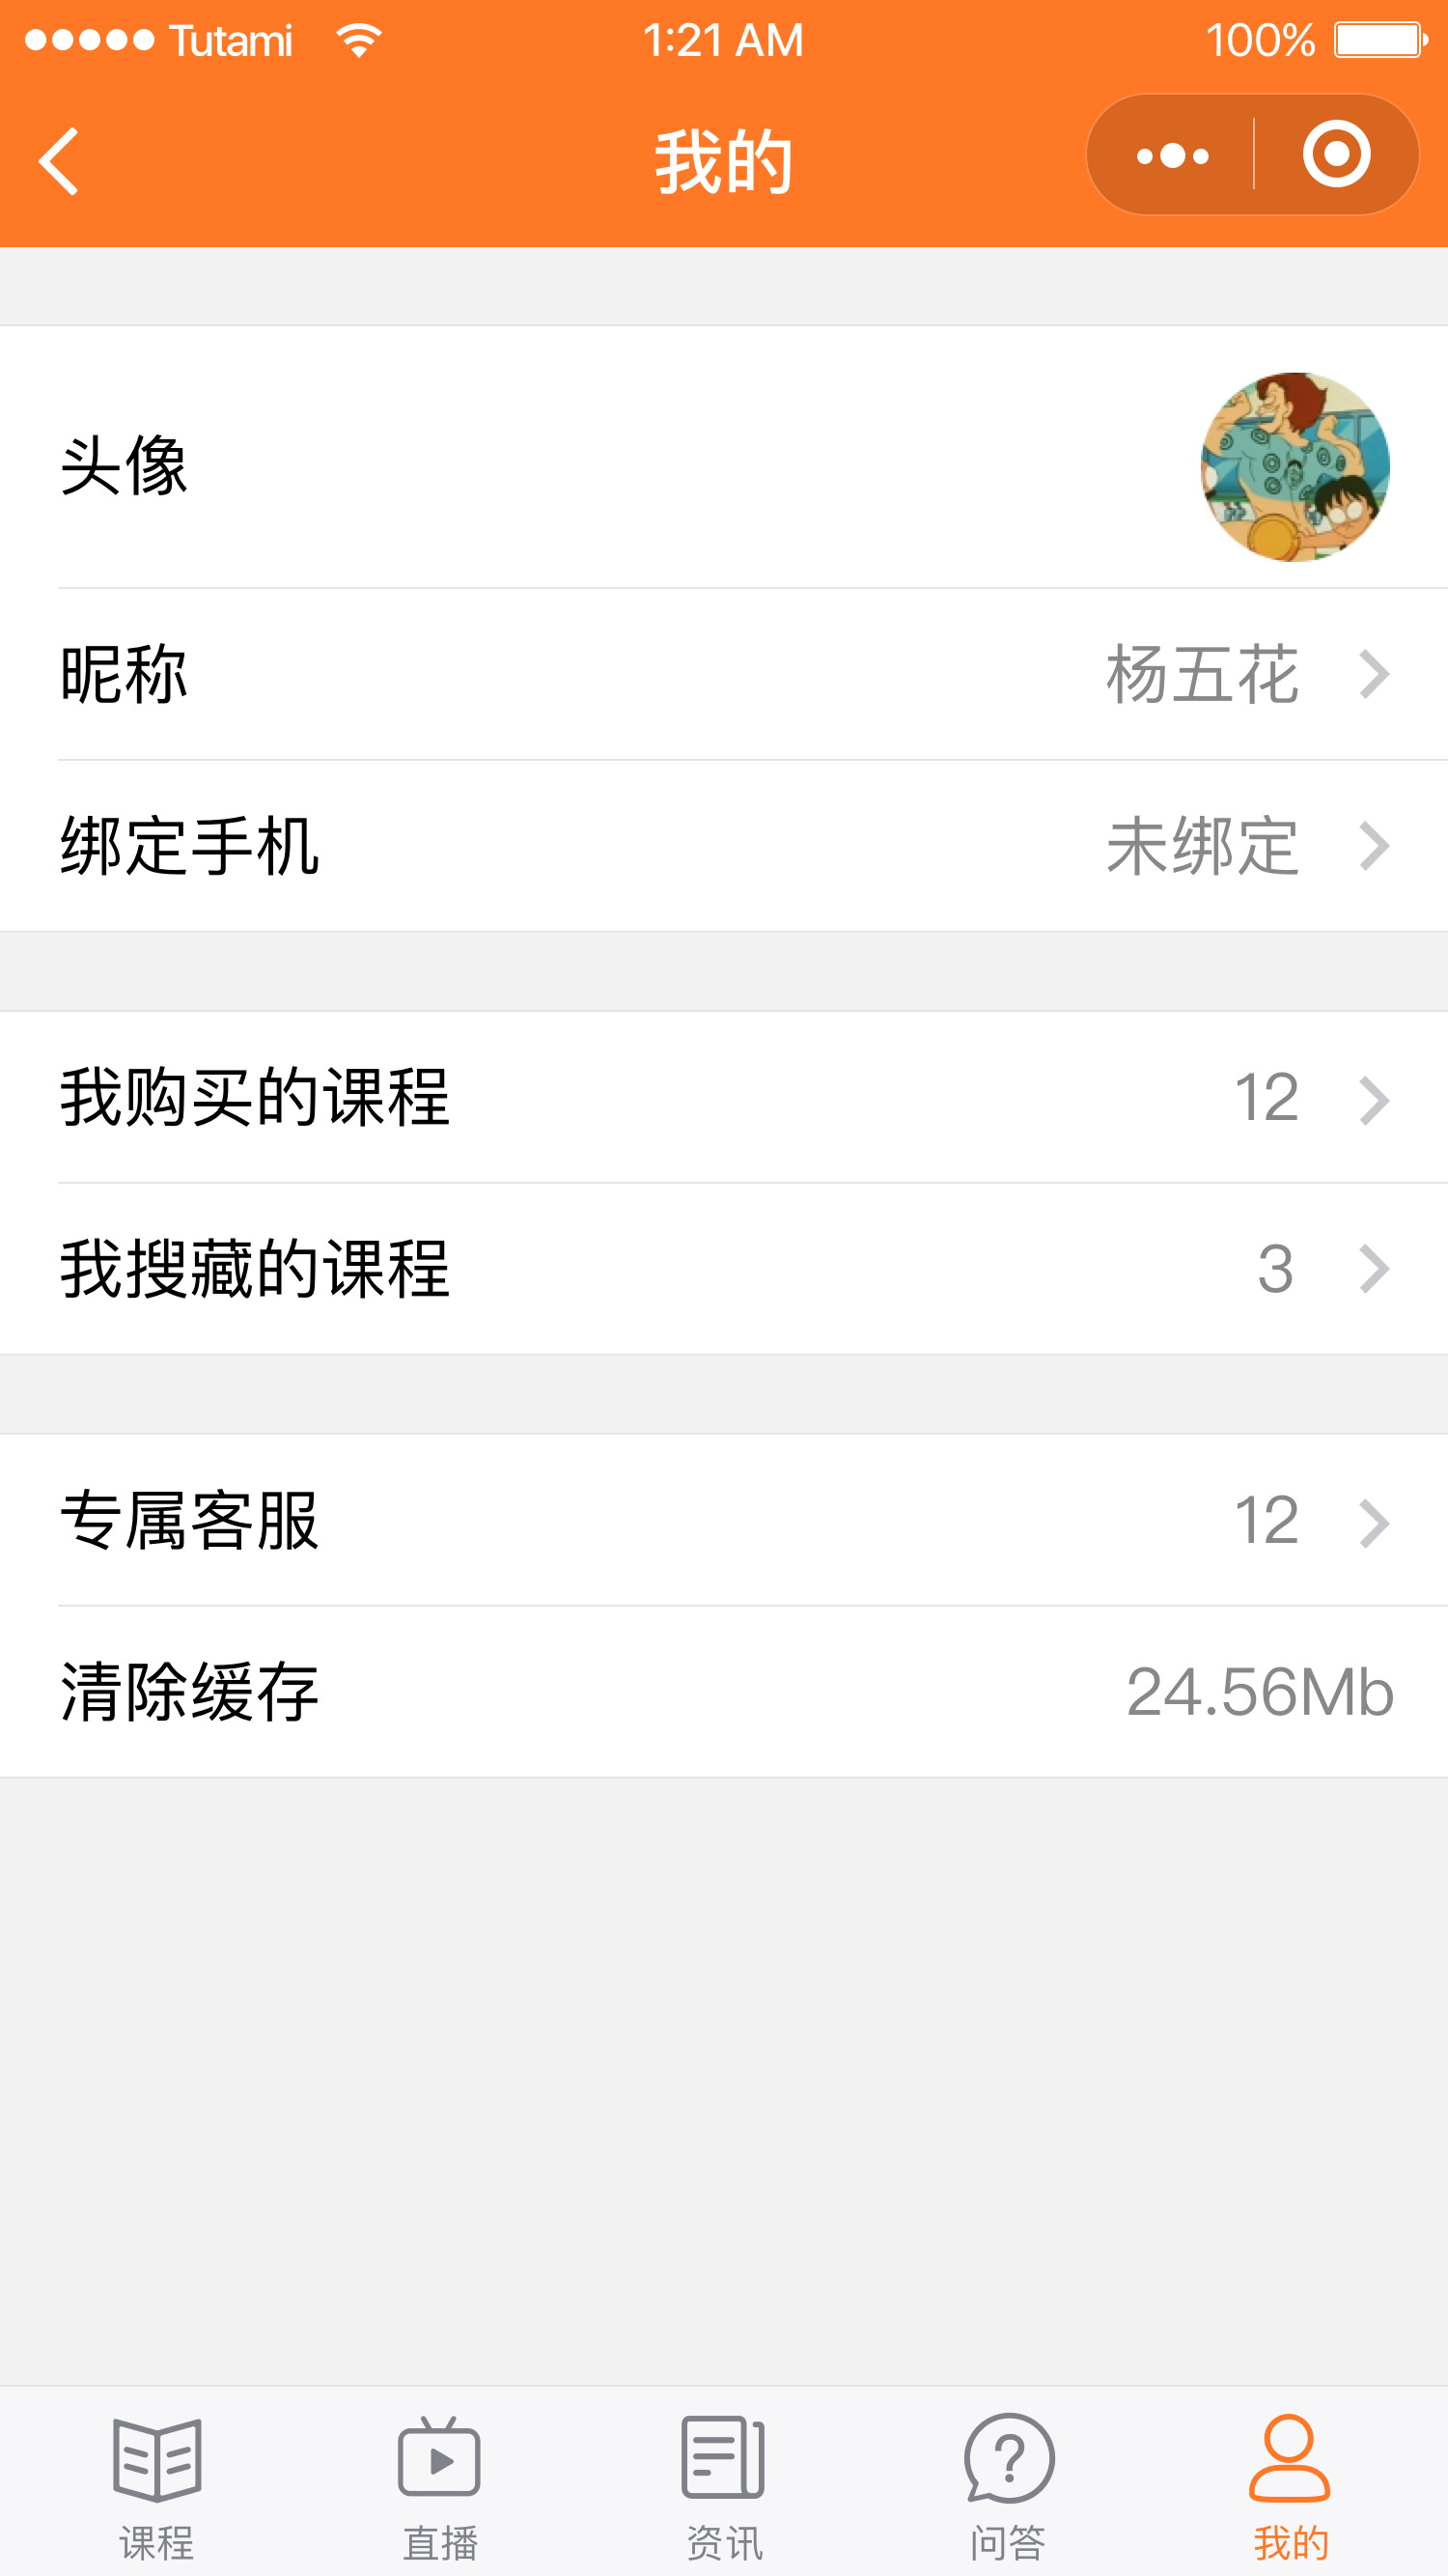 Tutami 1:21 AM 100%
我的
头像
昵称 杨五花
绑定手机 未绑定
我购买的课程 12
我搜藏的课程 3
专属客服 12
清除缓存 24.56Mb
课程 直播 资讯 问答 我的